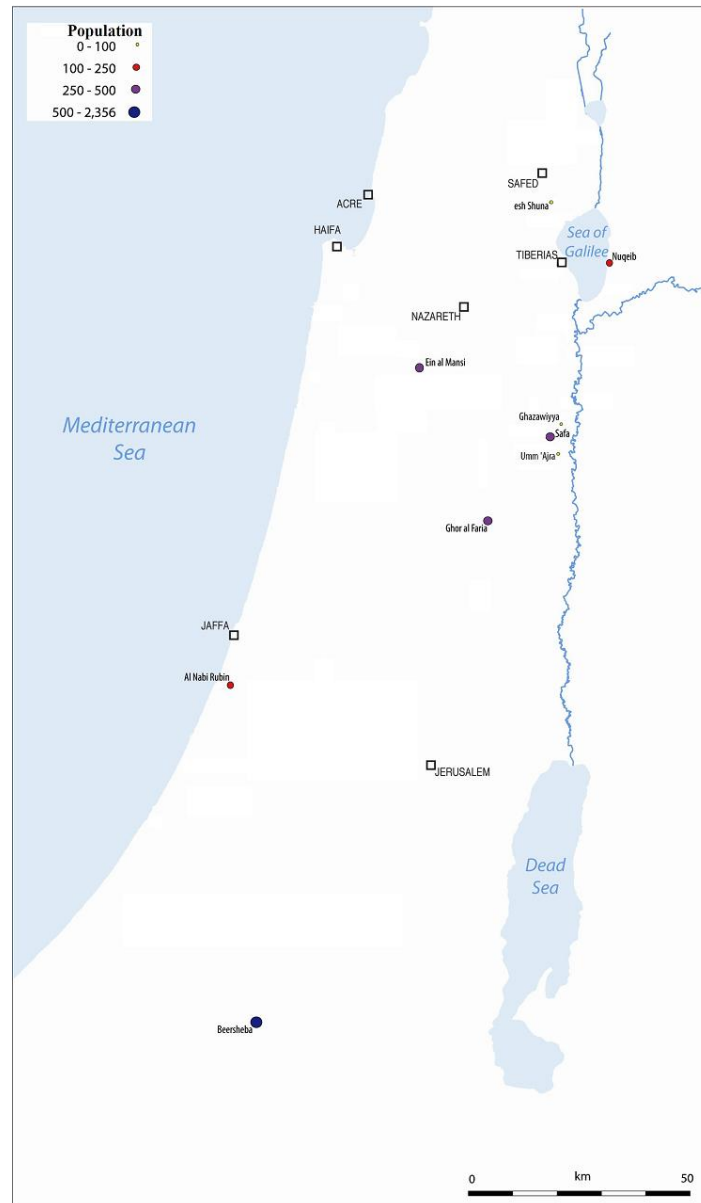 Population
0 - 100
100 - 250
250 - 500
500 - 2,356
SAFED
esh Shuna
ACRE
HAIFA
Sea of
Galilee
TIBERIAS
Nuqeib
NAZARETH
Ein al Mansi
Mediterranean
Sea
Ghazawiyya
Safa
Umm 'Ajra
Ghor al Faria
JAFFA
Al Nabi Rubin
JERUSALEM
Dead
Sea
Beersheba
0 km 50